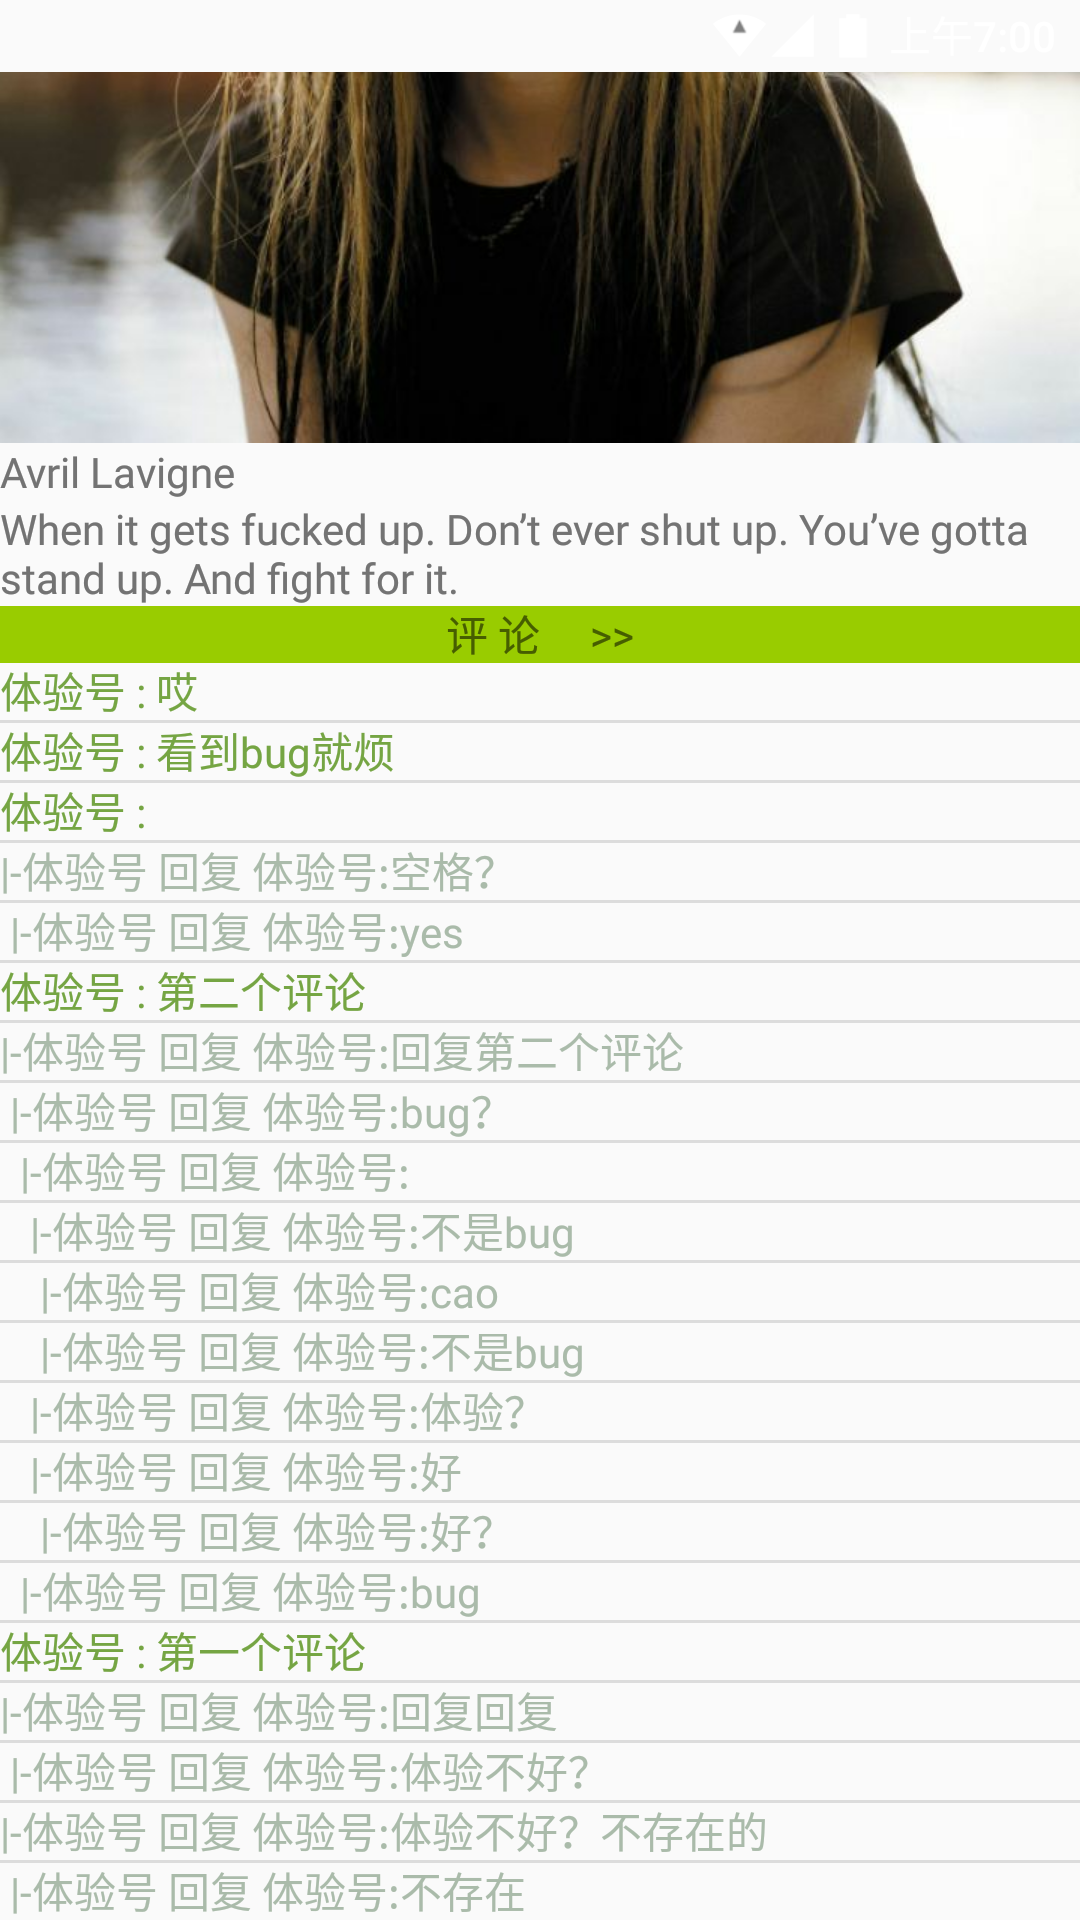 上午7:00
Avril Lavigne
When it gets fucked up. Don’t ever shut up. You’ve gotta
stand up. And fight for it.
评 论 >>
体验号 : 哎
体验号 : 看到bug就烦
体验号 :
|-体验号 回复 体验号:空格？
|-体验号 回复 体验号:yes
体验号 : 第二个评论
|-体验号 回复 体验号:回复第二个评论
|-体验号 回复 体验号:bug？
|-体验号 回复 体验号:
|-体验号 回复 体验号:不是bug
|-体验号 回复 体验号:cao
|-体验号 回复 体验号:不是bug
|-体验号 回复 体验号:体验？
|-体验号 回复 体验号:好
|-体验号 回复 体验号:好？
|-体验号 回复 体验号:bug
体验号 : 第一个评论
|-体验号 回复 体验号:回复回复
|-体验号 回复 体验号:体验不好？
|-体验号 回复 体验号:体验不好？不存在的
|-体验号 回复 体验号:不存在